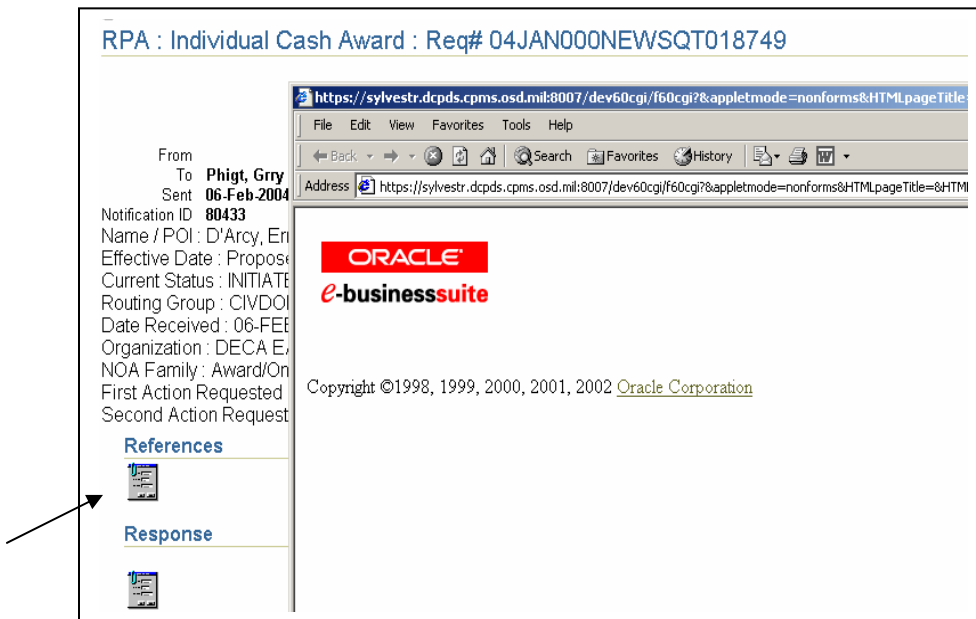 RPA : Individual Cash Award : Req# 04JAN000NEWSQT018749
https://sylvestr.dcpds.cpms.osd.mil:8007/dev60cgi/f60cgi?&appletmode=nonforms&HTMLpageTitle=
File Edit View Favorites Tools Help
Back Search Favorites History
Address https://sylvestr.dcpds.cpms.osd.mil:8007/dev60cgi/f60cgi?&appletmode=nonforms&HTMLpageTitle=&HTM
From
To Phigt, Grry
Sent 06-Feb-2004
Notification ID 80433
Name / POI : D'Arcy, Err
Effective Date : Propose
Current Status : INITIATE
Routing Group : CIVDOI
Date Received : 06-FEE
Organization : DECA EA
NOA Family : Award/On
First Action Requested
Second Action Request
References
Response
ORACLE
e-businesssuite
Copyright ©1998, 1999, 2000, 2001, 2002 Oracle Corporation